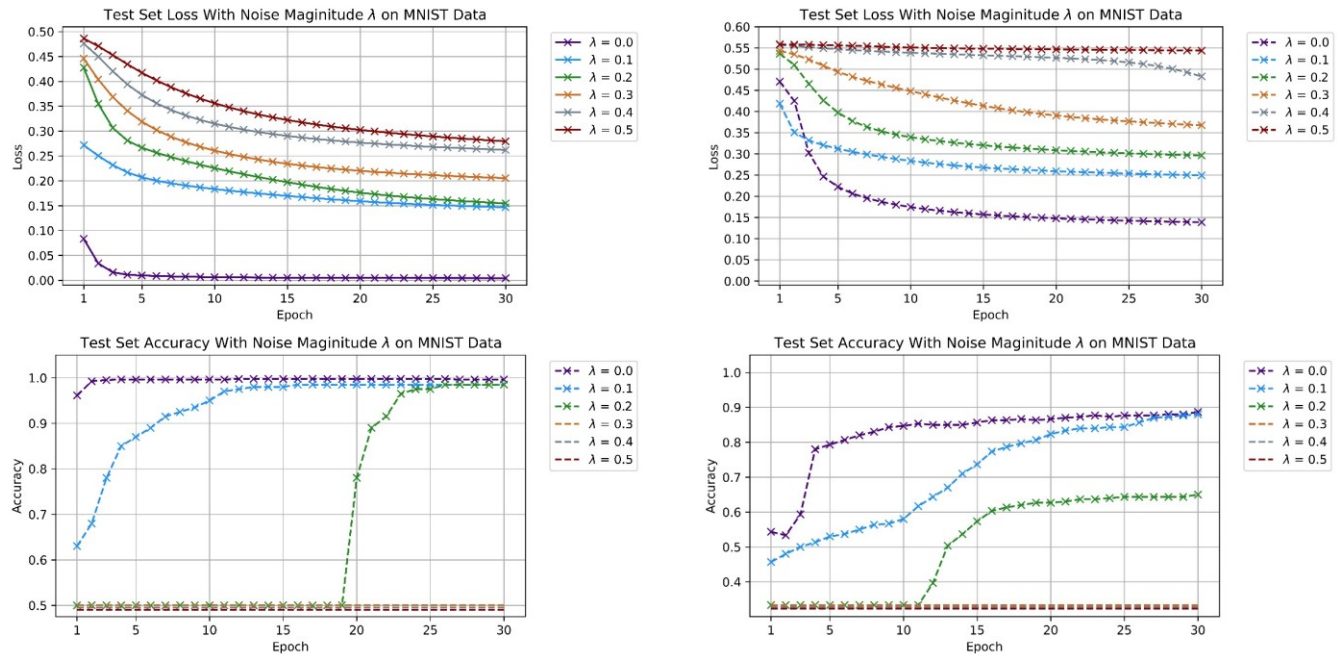 Test Set Loss With Noise Maginitude λ on MNIST Data
0.50
0.45
0.40
0.35
0.30
0.25
0.20
0.15
0.10
0.05
0.00
Loss
1 5 10 15 20 25 30
Epoch
λ = 0.0
λ = 0.1
λ = 0.2
λ = 0.3
λ = 0.4
λ = 0.5
Test Set Loss With Noise Maginitude λ on MNIST Data
0.60
0.55
0.50
0.45
0.40
0.35
0.30
0.25
0.20
0.15
0.10
0.05
0.00
Loss
1 5 10 15 20 25 30
Epoch
λ = 0.0
λ = 0.1
λ = 0.2
λ = 0.3
λ = 0.4
λ = 0.5
Test Set Accuracy With Noise Maginitude λ on MNIST Data
1.0
0.9
0.8
0.7
0.6
0.5
Accuracy
1 5 10 15 20 25 30
Epoch
λ = 0.0
λ = 0.1
λ = 0.2
λ = 0.3
λ = 0.4
λ = 0.5
Test Set Accuracy With Noise Maginitude λ on MNIST Data
1.0
0.9
0.8
0.7
0.6
0.5
0.4
Accuracy
1 5 10 15 20 25 30
Epoch
λ = 0.0
λ = 0.1
λ = 0.2
λ = 0.3
λ = 0.4
λ = 0.5